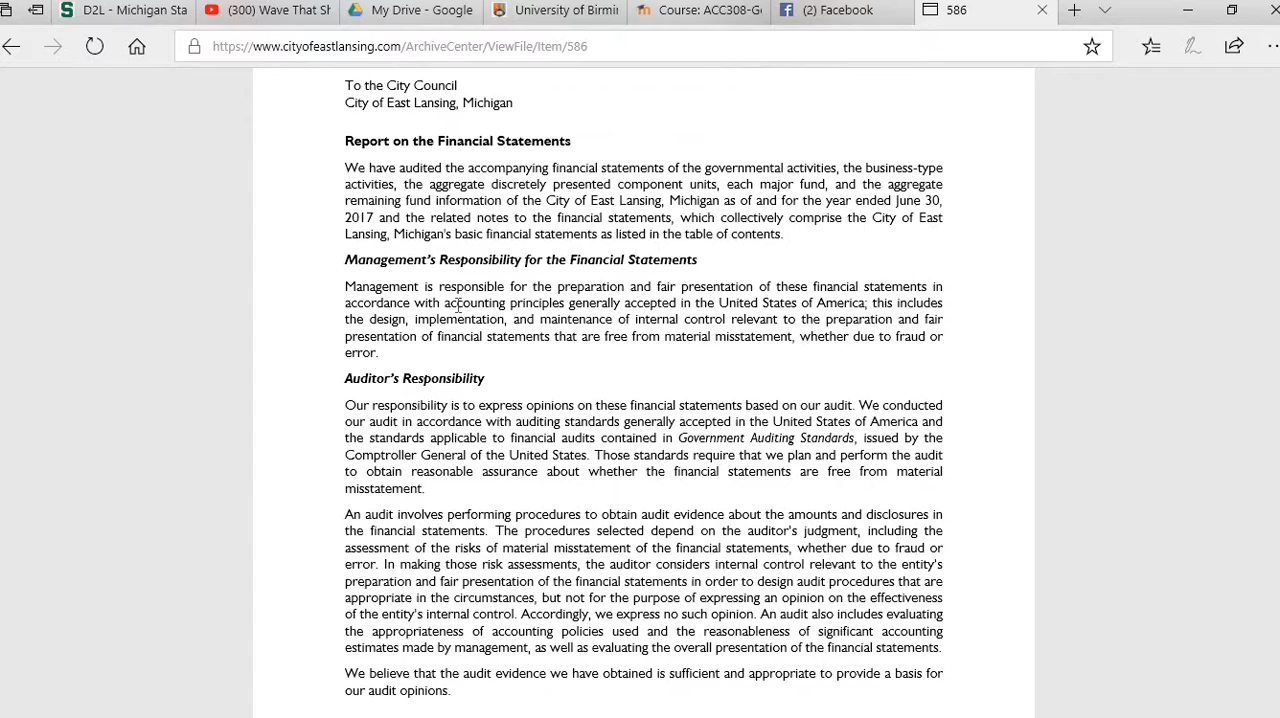 D2L - Michigan Sta
(300) Wave That Sh
My Drive - Google
University of Birmi
Course: ACC308-Ge
(2) Facebook
586
https://www.cityofeastlansing.com/ArchiveCenter/ViewFile/Item/586
To the City Council
City of East Lansing, Michigan
Report on the Financial Statements
We have audited the accompanying financial statements of the governmental activities, the business-type
activities, the aggregate discretely presented component units, each major fund, and the aggregate
remaining fund information of the City of East Lansing, Michigan as of and for the year ended June 30,
2017 and the related notes to the financial statements, which collectively comprise the City of East
Lansing, Michigan's basic financial statements as listed in the table of contents.
Management's Responsibility for the Financial Statements
Management is responsible for the preparation and fair presentation of these financial statements in
accordance with accounting principles generally accepted in the United States of America; this includes
the design, implementation, and maintenance of internal control relevant to the preparation and fair
presentation of financial statements that are free from material misstatement, whether due to fraud or
error.
Auditor's Responsibility
Our responsibility is to express opinions on these financial statements based on our audit. We conducted
our audit in accordance with auditing standards generally accepted in the United States of America and
the standards applicable to financial audits contained in Government Auditing Standards, issued by the
Comptroller General of the United States. Those standards require that we plan and perform the audit
to obtain reasonable assurance about whether the financial statements are free from material
misstatement.
An audit involves performing procedures to obtain audit evidence about the amounts and disclosures in
the financial statements. The procedures selected depend on the auditor's judgment, including the
assessment of the risks of material misstatement of the financial statements, whether due to fraud or
error. In making those risk assessments, the auditor considers internal control relevant to the entity's
preparation and fair presentation of the financial statements in order to design audit procedures that are
appropriate in the circumstances, but not for the purpose of expressing an opinion on the effectiveness
of the entity's internal control. Accordingly, we express no such opinion. An audit also includes evaluating
the appropriateness of accounting policies used and the reasonableness of significant accounting
estimates made by management, as well as evaluating the overall presentation of the financial statements.
We believe that the audit evidence we have obtained is sufficient and appropriate to provide a basis for
our audit opinions.